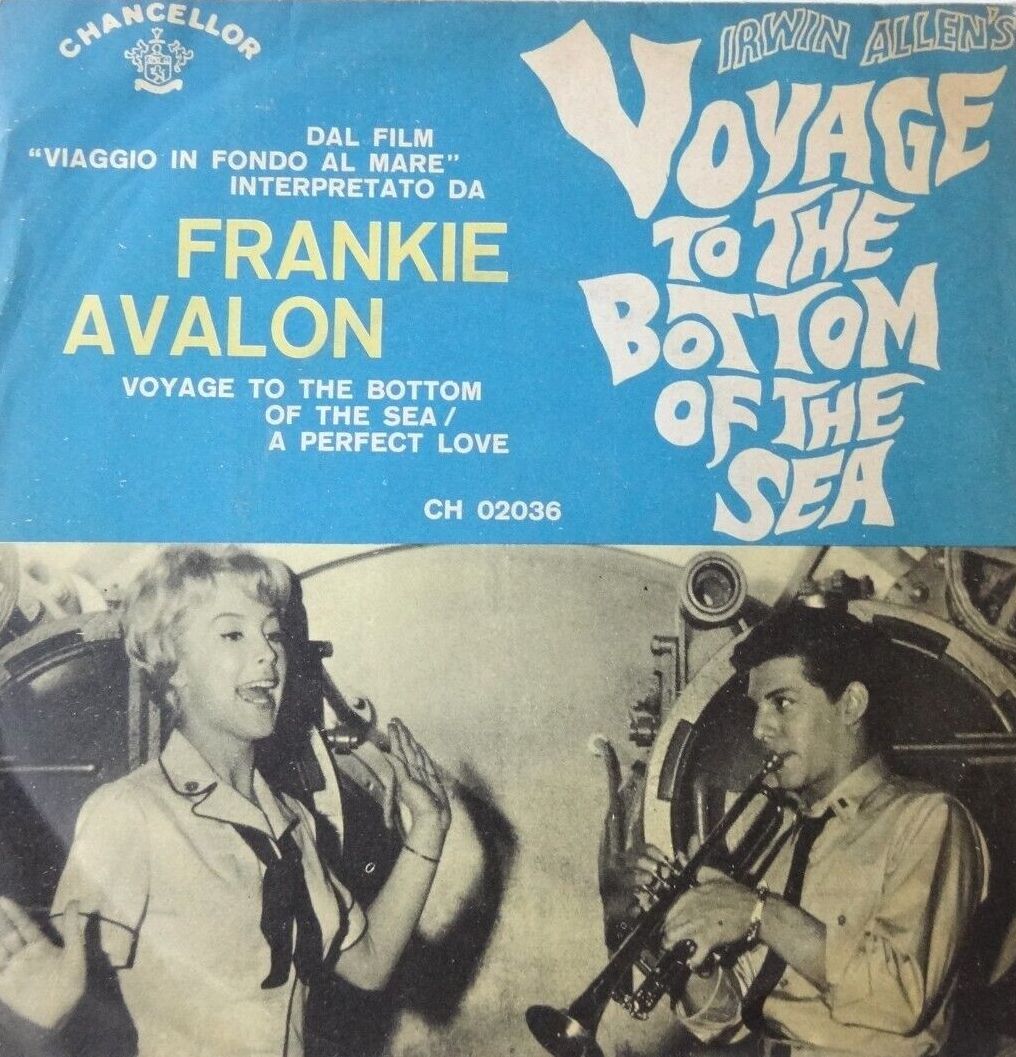 CHANCELLOR
DAL FILM
"VIAGGIO IN FONDO AL MARE"
INTERPRETATO DA
FRANKIE
AVALON
VOYAGE TO THE BOTTOM
OF THE SEA/
A PERFECT LOVE
CH 02036
IRWIN ALLEN'S
VOYAGE
TO THE
BOTTOM
OF THE
SEA